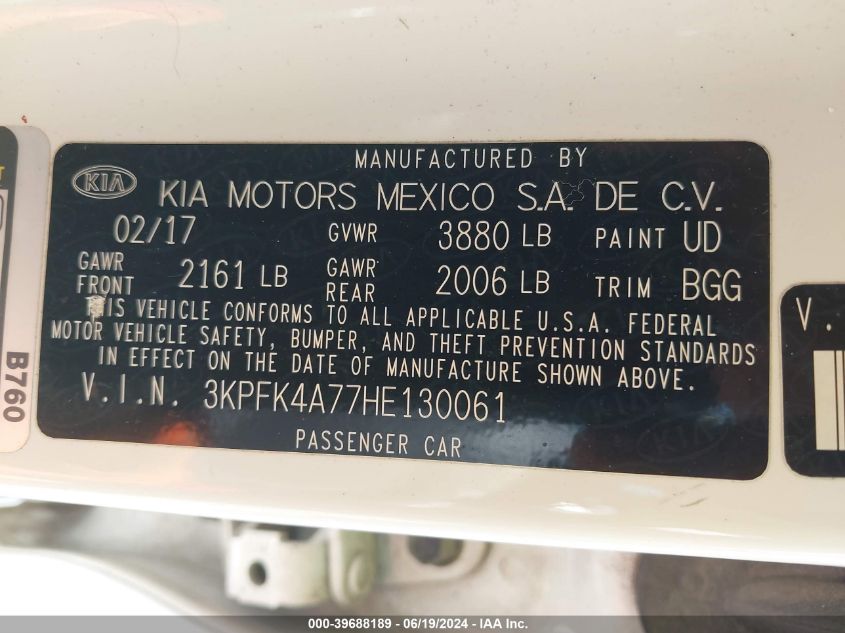 MANUFACTURED BY
KIA KIA MOTORS MEXICO S.A. DE C.V.
02/17 GVWR 3880 LB PAINT UD
GAWR FRONT 2161 LB GAWR REAR 2006 LB TRIM BGG
THIS VEHICLE CONFORMS TO ALL APPLICABLE U.S.A. FEDERAL
MOTOR VEHICLE SAFETY, BUMPER, AND THEFT PREVENTION STANDARDS
IN EFFECT ON THE DATE OF MANUFACTURE SHOWN ABOVE.
V.I.N. 3KPFK4A77HE130061
PASSENGER CAR
B760
V.
000-39688189 - 06/19/2024 - IAA Inc.